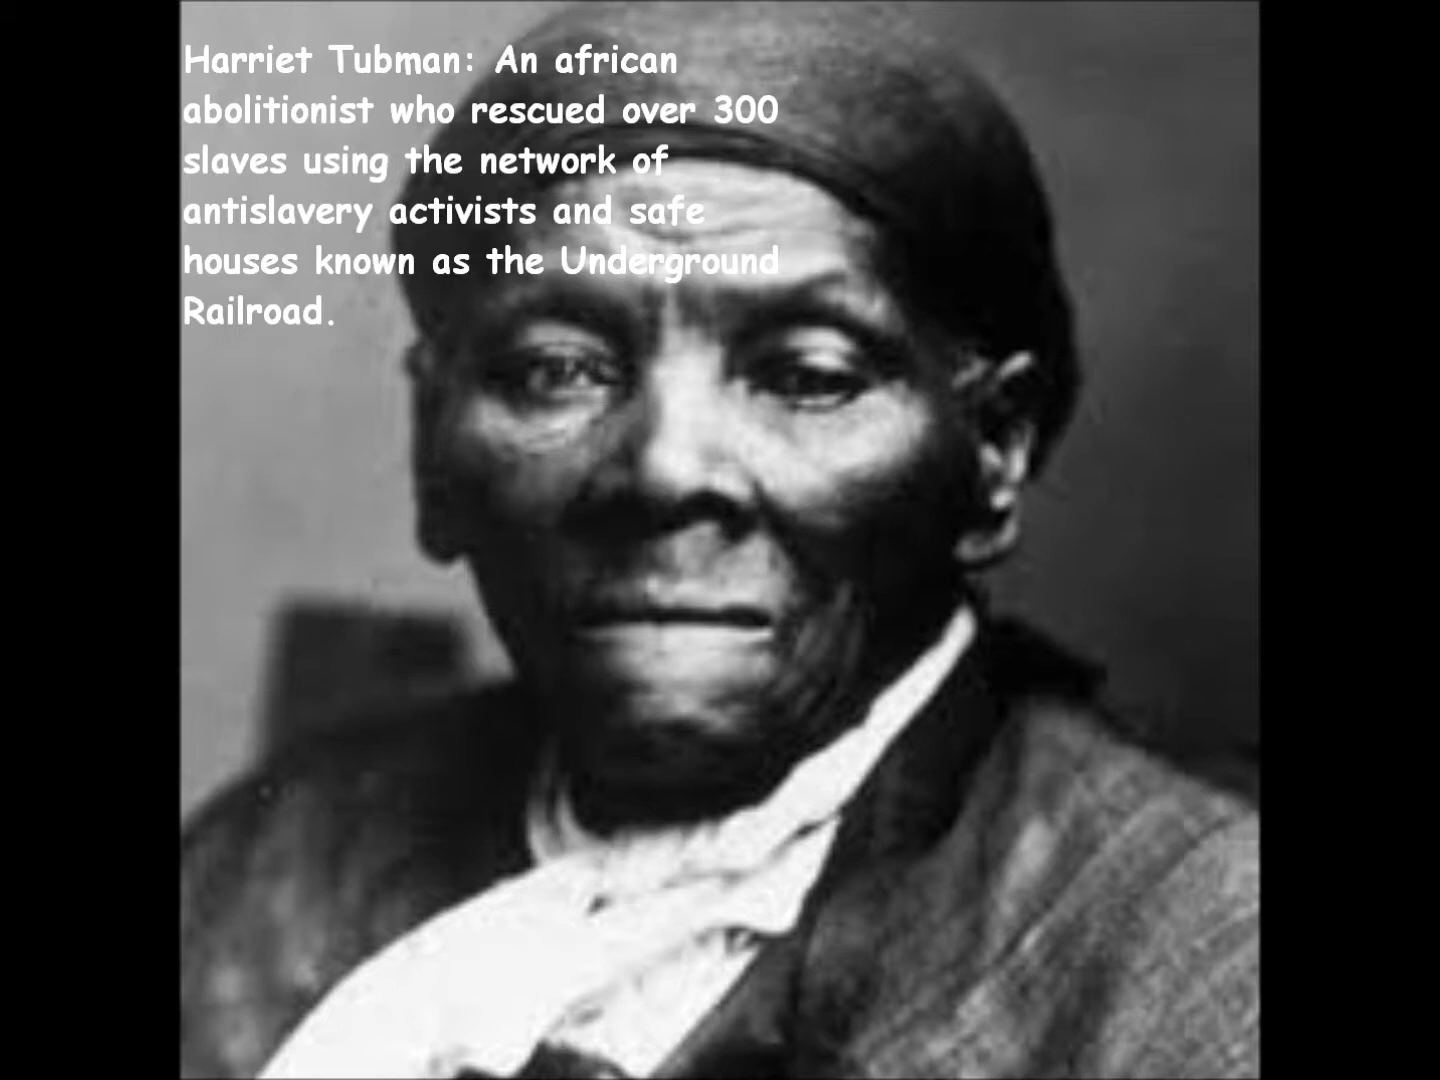 Harriet Tubman: An african
abolitionist who rescued over 300
slaves using the network of
antislavery activists and safe
houses known as the Underground
Railroad.